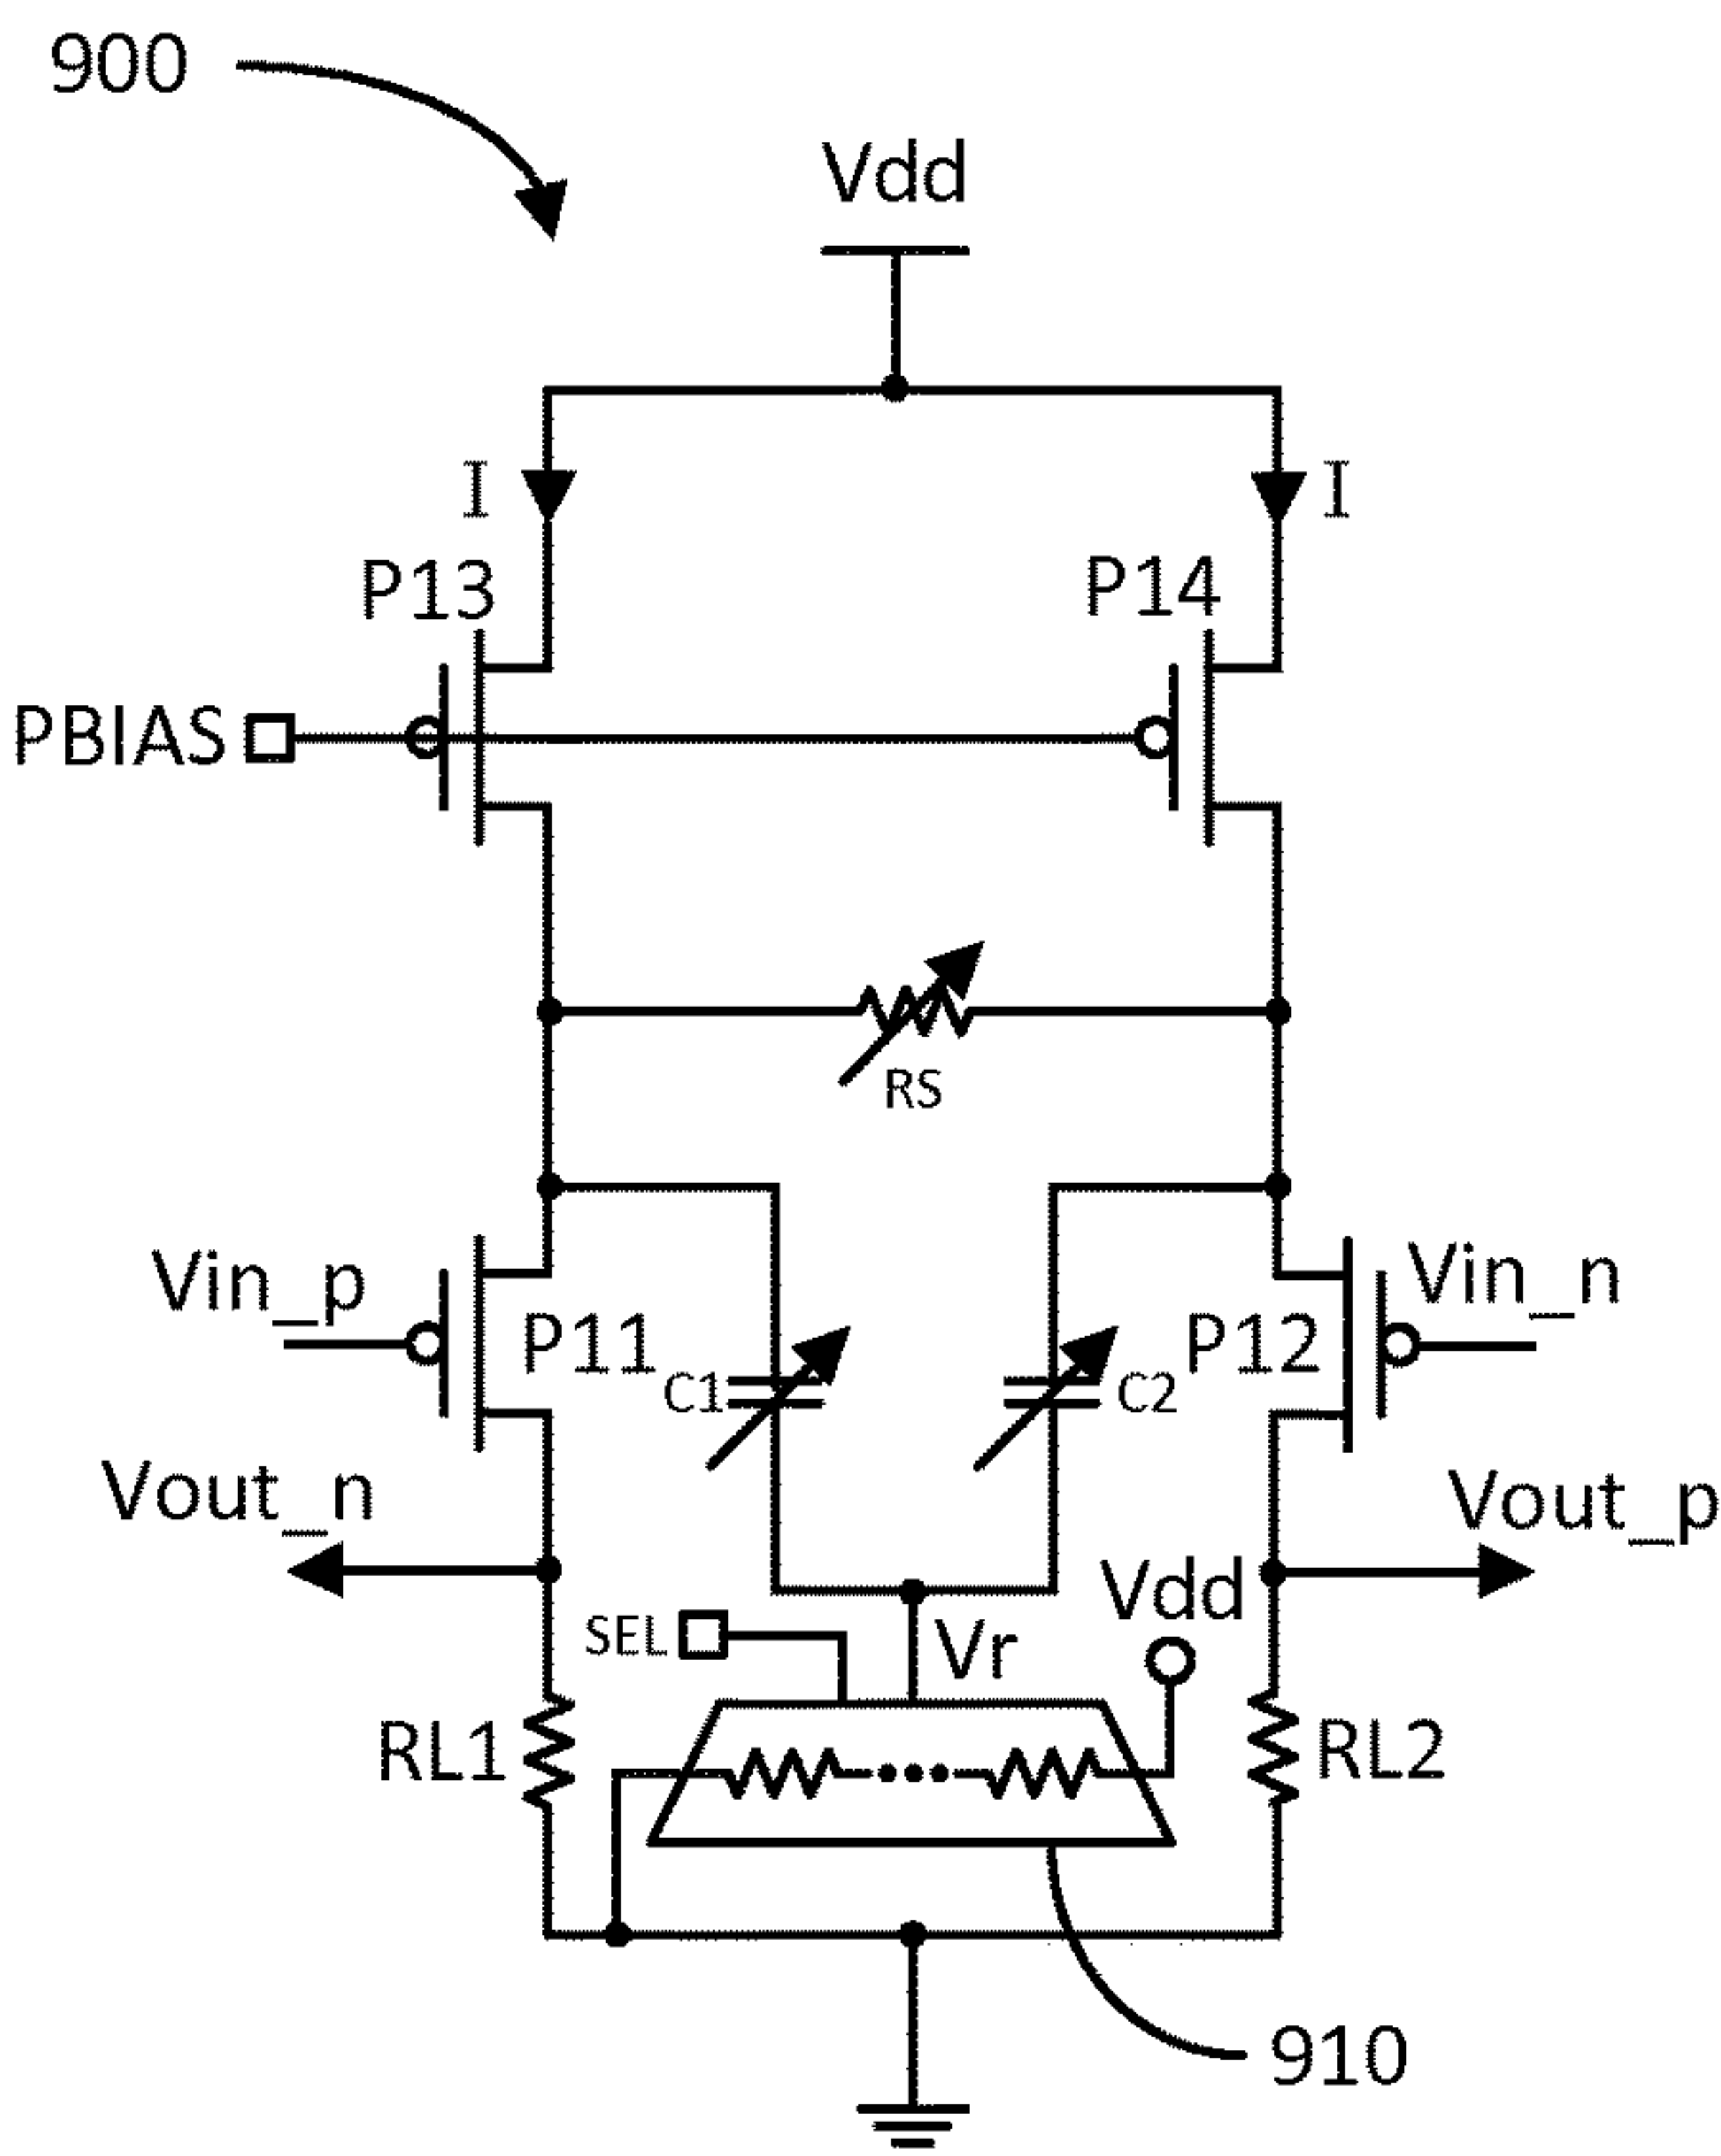 900
Vdd
I
I
P13
P14
PBIAS
RS
Vin_p
Vin_n
P11
P12
C1
C2
Vout_n
Vout_p
Vdd
SEL
Vr
RL1
RL2
910